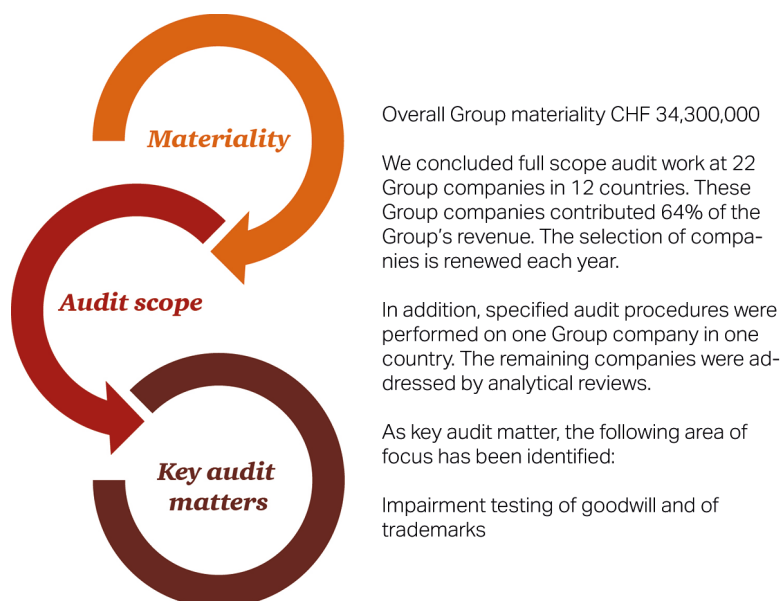 Materiality
Overall Group materiality CHF 34,300,000
We concluded full scope audit work at 22
Group companies in 12 countries. These
Group companies contributed 64% of the
Group’s revenue. The selection of compa-
nies is renewed each year.
Audit scope
In addition, specified audit procedures were
performed on one Group company in one
country. The remaining companies were ad-
dressed by analytical reviews.
Key audit
matters
As key audit matter, the following area of
focus has been identified:
Impairment testing of goodwill and of
trademarks